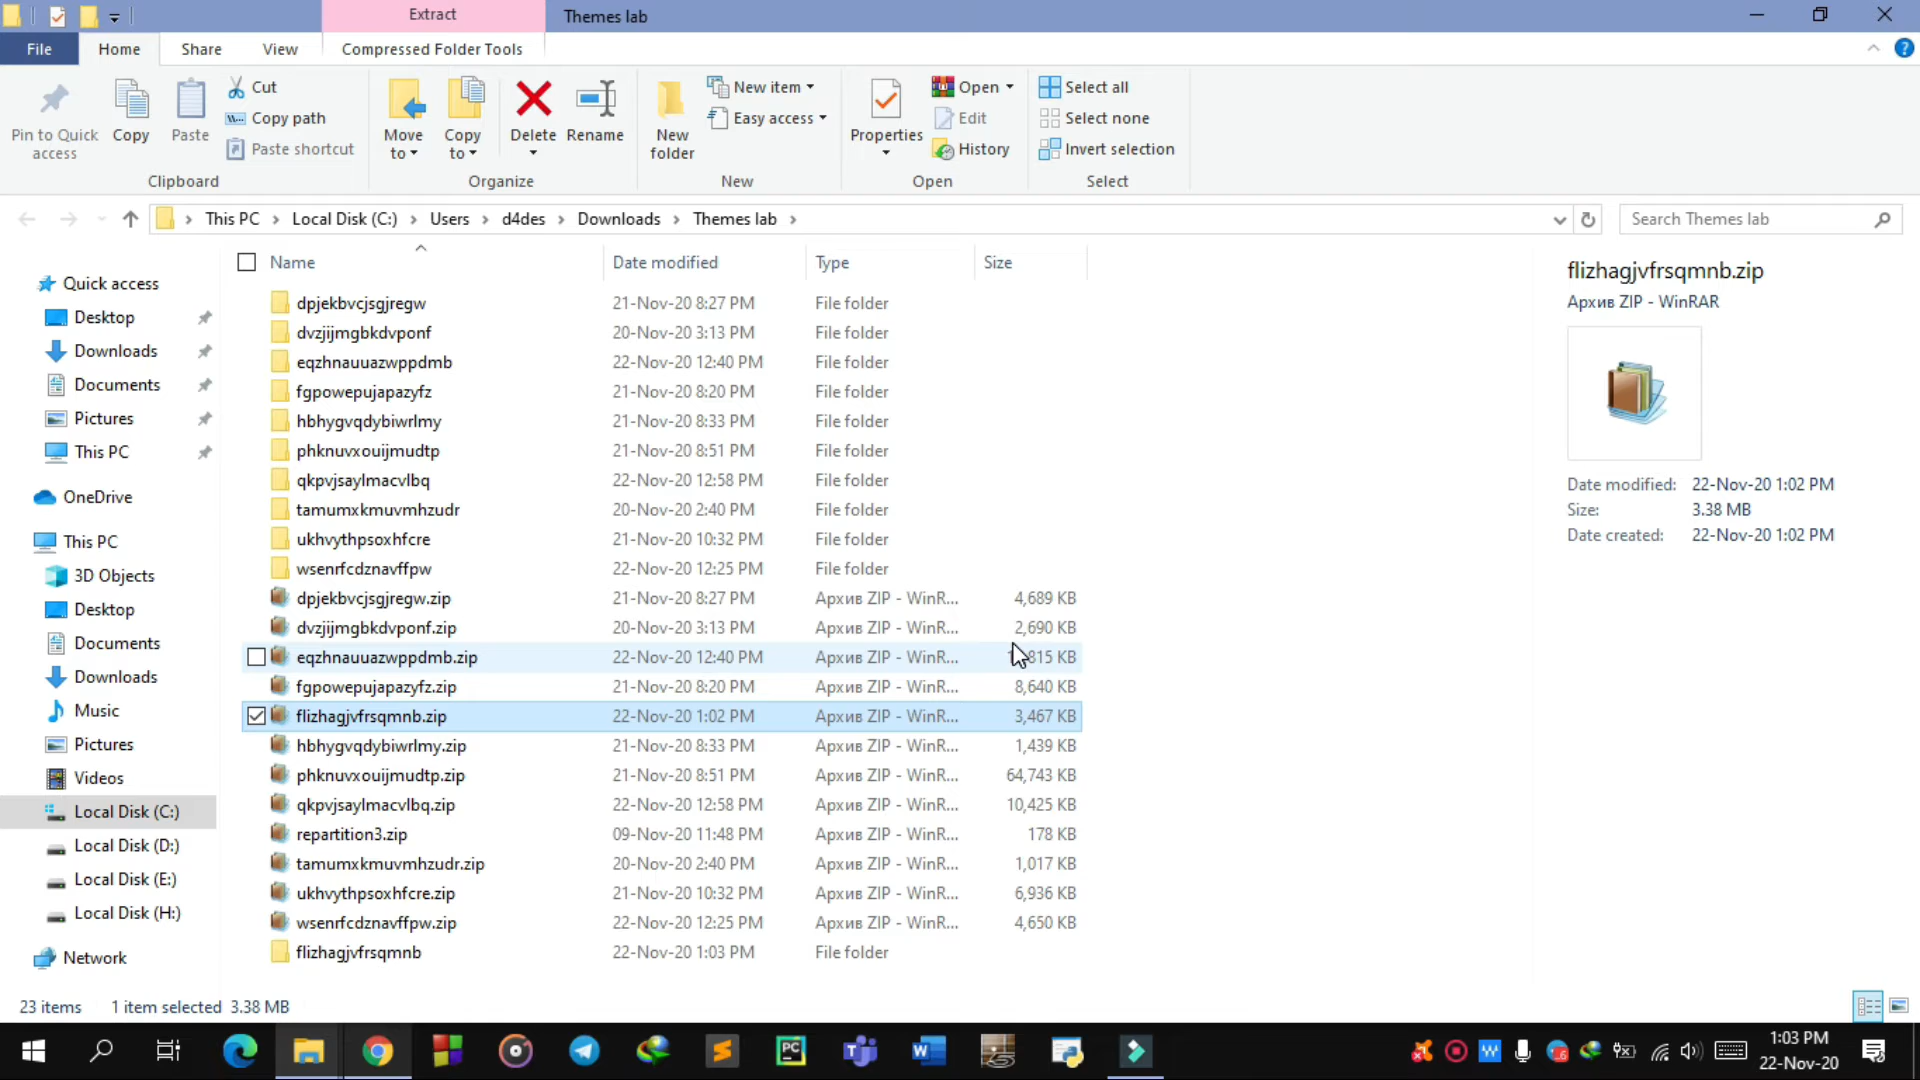 Extract
Themes lab
File
Home
Share
View
Compressed Folder Tools
Pin to Quick access
Copy
Paste
Cut
Copy path
Paste shortcut
Clipboard
Move to
Copy to
Delete
Rename
Organize
New folder
New item
Easy access
New
Properties
Open
Edit
History
Open
Select all
Select none
Invert selection
Select
This PC > Local Disk (C:) > Users > d4des > Downloads > Themes lab >
Search Themes lab
Quick access
Desktop
Downloads
Documents
Pictures
This PC
OneDrive
This PC
3D Objects
Desktop
Documents
Downloads
Music
Pictures
Videos
Local Disk (C:)
Local Disk (D:)
Local Disk (E:)
Local Disk (H:)
Network
Name Date modified Type Size
dpjekbvcjsgjregw 21-Nov-20 8:27 PM File folder
dvzjijmgbkdvponf 20-Nov-20 3:13 PM File folder
eqzhnauuazwppdmb 22-Nov-20 12:40 PM File folder
fgpowepujapazyfz 21-Nov-20 8:20 PM File folder
hbhygvqdybiwrlmy 21-Nov-20 8:33 PM File folder
phknuvxouijmudtp 21-Nov-20 8:51 PM File folder
qkpvjsaylmacvlbq 22-Nov-20 12:58 PM File folder
tamumxkmuvmhzudr 20-Nov-20 2:40 PM File folder
ukhvythpsoxhfcre 21-Nov-20 10:32 PM File folder
wsenrfcdznavffpw 22-Nov-20 12:25 PM File folder
dpjekbvcjsgjregw.zip 21-Nov-20 8:27 PM Архив ZIP - WinR... 4,689 KB
dvzjijmgbkdvponf.zip 20-Nov-20 3:13 PM Архив ZIP - WinR... 2,690 KB
eqzhnauuazwppdmb.zip 22-Nov-20 12:40 PM Архив ZIP - WinR... KB
fgpowepujapazyfz.zip 21-Nov-20 8:20 PM Архив ZIP - WinR... 8,640 KB
flizhagjvfrsqmnb.zip 22-Nov-20 1:02 PM Архив ZIP - WinR... 3,467 KB
hbhygvqdybiwrlmy.zip 21-Nov-20 8:33 PM Архив ZIP - WinR... 1,439 KB
phknuvxouijmudtp.zip 21-Nov-20 8:51 PM Архив ZIP - WinR... 64,743 KB
qkpvjsaylmacvlbq.zip 22-Nov-20 12:58 PM Архив ZIP - WinR... 10,425 KB
repartition3.zip 09-Nov-20 11:48 PM Архив ZIP - WinR... 178 KB
tamumxkmuvmhzudr.zip 20-Nov-20 2:40 PM Архив ZIP - WinR... 1,017 KB
ukhvythpsoxhfcre.zip 21-Nov-20 10:32 PM Архив ZIP - WinR... 6,936 KB
wsenrfcdznavffpw.zip 22-Nov-20 12:25 PM Архив ZIP - WinR... 4,650 KB
flizhagjvfrsqmnb 22-Nov-20 1:03 PM File folder
flizhagjvfrsqmnb.zip
Архив ZIP - WinRAR
Date modified: 22-Nov-20 1:02 PM
Size: 3.38 MB
Date created: 22-Nov-20 1:02 PM
23 items 1 item selected 3.38 MB
1:03 PM
22-Nov-20